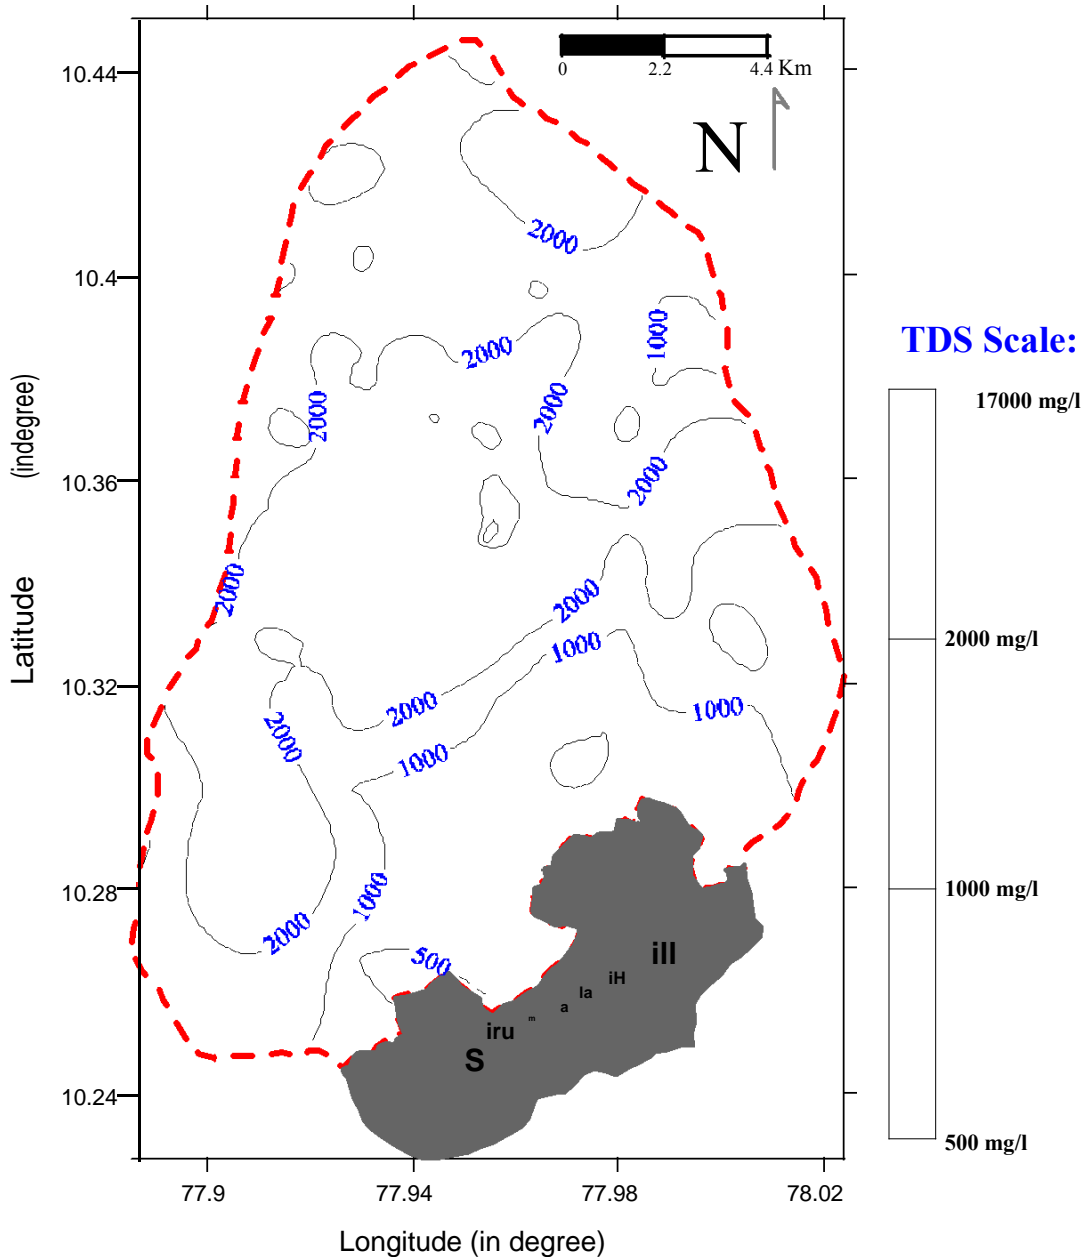 0 2.2 4.4 Km
N
10.44
10.4
10.36
10.32
10.28
10.24
Latitude (indegree)
2000
2000
1000
2000
2000
2000
2000
2000
2000
1000
2000
1000
2000
1000
1000
2000
500
S iru m a la iH ill
77.9 77.94 77.98 78.02
Longitude (in degree)
TDS Scale:
17000 mg/l
2000 mg/l
1000 mg/l
500 mg/l